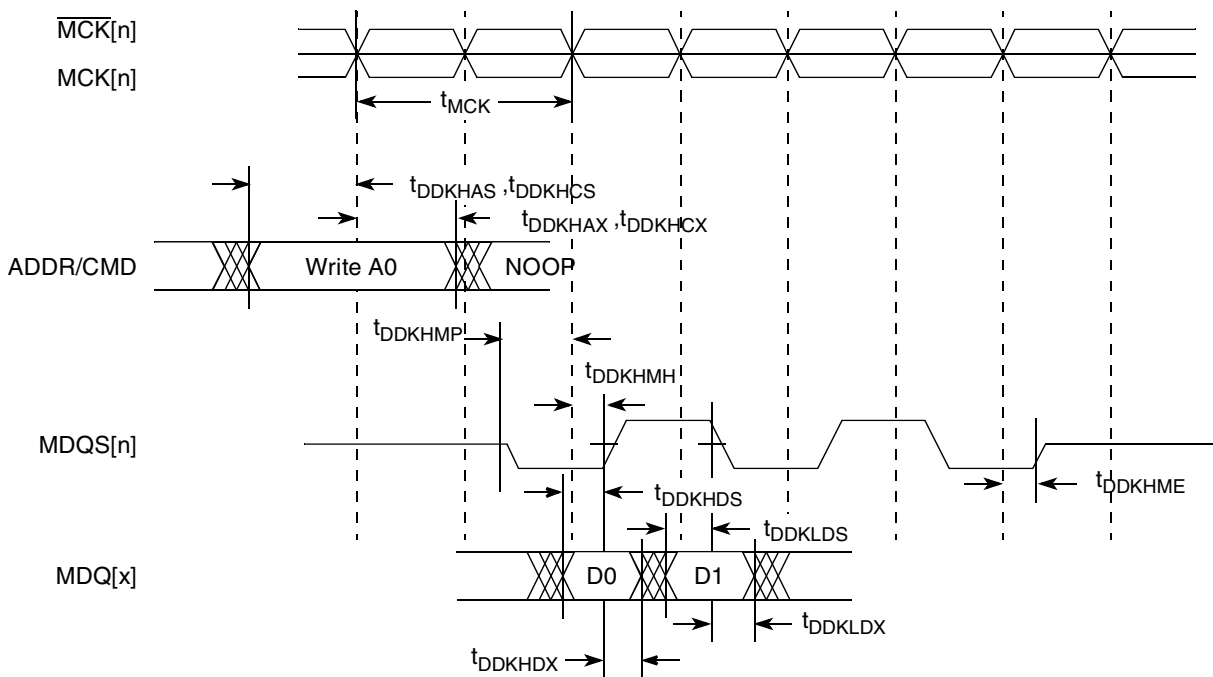 MCK[n]
MCK[n]
tMCK
tDDKHAS ,tDDKHCS
tDDKHAX ,tDDKHCX
ADDR/CMD Write A0 NOOP
tDDKHMP
tDDKHMH
MDQS[n]
tDDKHDS tDDKHME
tDDKLDS
MDQ[x] D0 D1
tDDKLDX
tDDKHDX